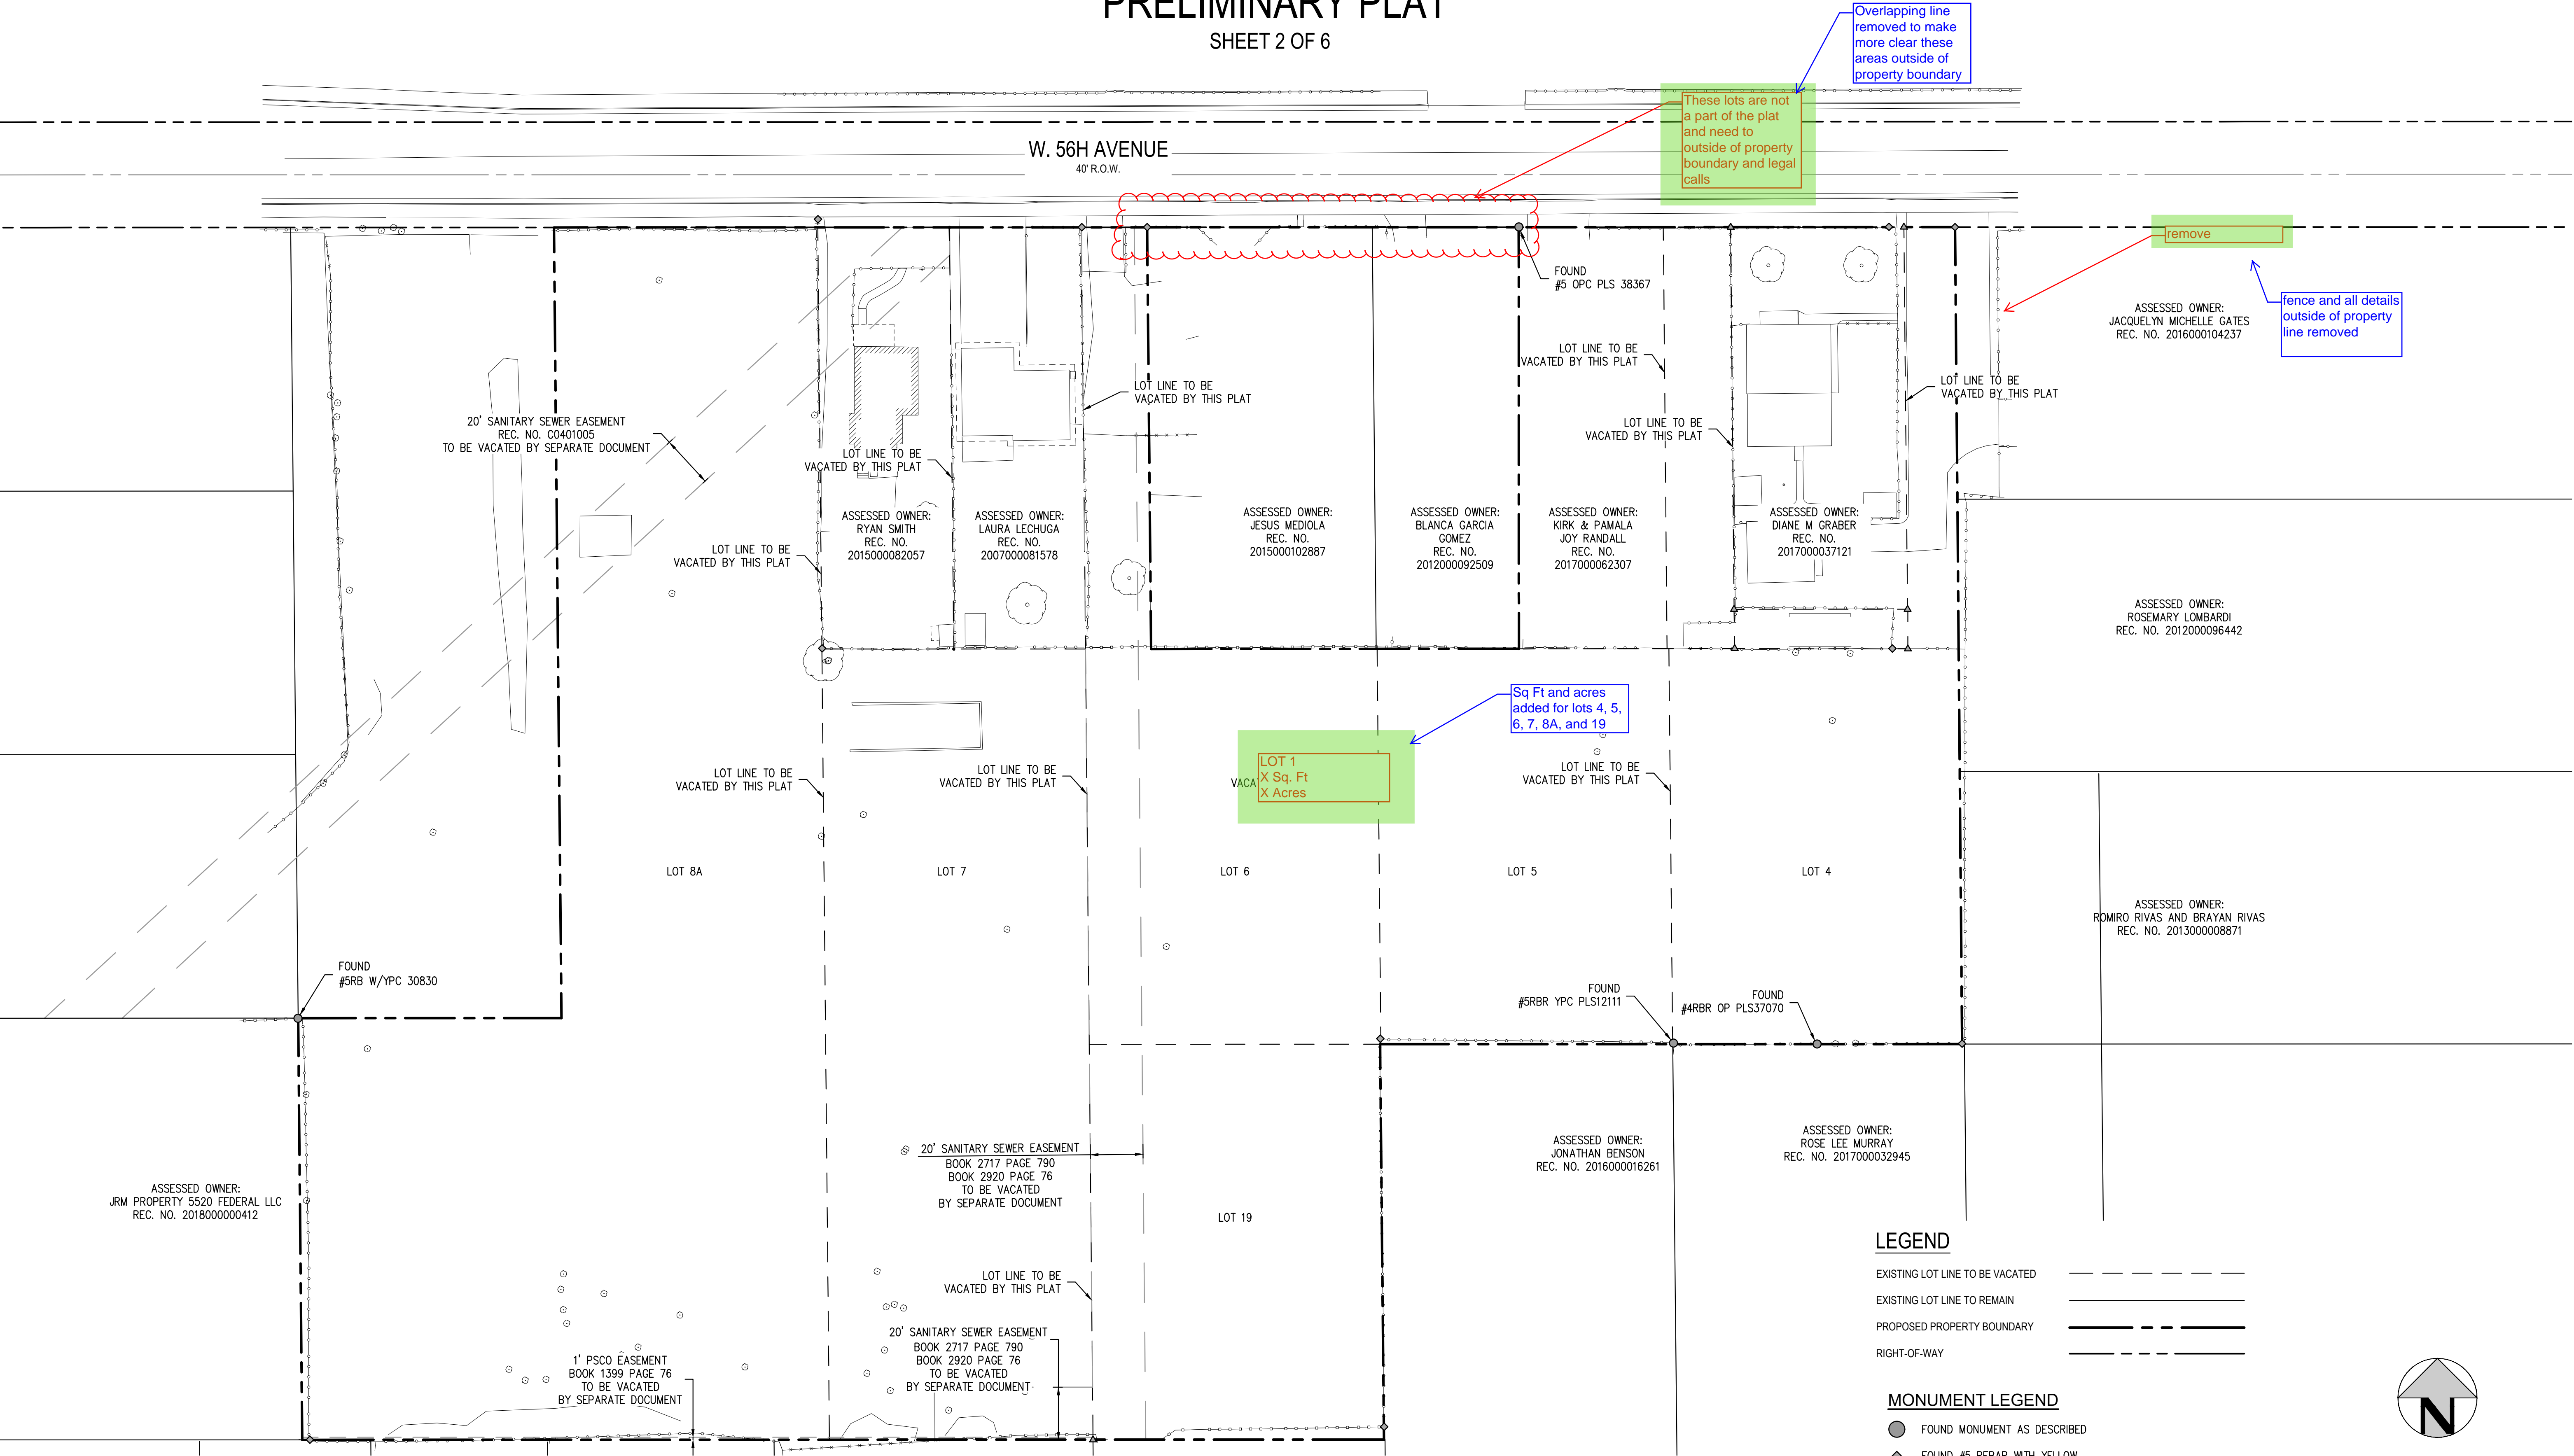 PRELIMINARY PLAT
SHEET 2 OF 6
Overlapping line
removed to make
more clear these
areas outside of
property boundary
These lots are not
a part of the plat
and need to
outside of property
boundary and legal
calls
W. 56H AVENUE
40' R.O.W.
remove
fence and all details
outside of property
line removed
FOUND
#5 OPC PLS 38367
ASSESSED OWNER:
JACQUELYN MICHELLE GATES
REC. NO. 2016000104237
LOT LINE TO BE
VACATED BY THIS PLAT
LOT LINE TO BE
VACATED BY THIS PLAT
LOT LINE TO BE
VACATED BY THIS PLAT
20' SANITARY SEWER EASEMENT
REC. NO. C0401005
TO BE VACATED BY SEPARATE DOCUMENT
LOT LINE TO BE
VACATED BY THIS PLAT
LOT LINE TO BE
VACATED BY THIS PLAT
ASSESSED OWNER:
RYAN SMITH
REC. NO.
2015000082057
ASSESSED OWNER:
LAURA LECHUGA
REC. NO.
2007000081578
ASSESSED OWNER:
JESUS MEDIOLA
REC. NO.
2015000102887
ASSESSED OWNER:
BLANCA GARCIA
GOMEZ
REC. NO.
2012000092509
ASSESSED OWNER:
KIRK & PAMALA
JOY RANDALL
REC. NO.
2017000062307
ASSESSED OWNER:
DIANE M GRABER
REC. NO.
2017000037121
LOT LINE TO BE
VACATED BY THIS PLAT
ASSESSED OWNER:
ROSEMARY LOMBARDI
REC. NO. 2012000096442
Sq Ft and acres
added for lots 4, 5,
6, 7, 8A, and 19
LOT LINE TO BE
VACATED BY THIS PLAT
LOT LINE TO BE
VACATED BY THIS PLAT
LOT 1
X Sq. Ft
X Acres
LOT LINE TO BE
VACATED BY THIS PLAT
LOT 8A
LOT 7
LOT 6
LOT 5
LOT 4
ASSESSED OWNER:
ROMIRO RIVAS AND BRAYAN RIVAS
REC. NO. 2013000008871
FOUND
#5RB W/YPC 30830
FOUND
#5RBR YPC PLS12111
FOUND
#4RBR OP PLS37070
20' SANITARY SEWER EASEMENT
BOOK 2717 PAGE 790
BOOK 2920 PAGE 76
TO BE VACATED
BY SEPARATE DOCUMENT
ASSESSED OWNER:
JONATHAN BENSON
REC. NO. 2016000016261
ASSESSED OWNER:
ROSE LEE MURRAY
REC. NO. 2017000032945
ASSESSED OWNER:
JRM PROPERTY 5520 FEDERAL LLC
REC. NO. 2018000000412
LOT 19
LOT LINE TO BE
VACATED BY THIS PLAT
20' SANITARY SEWER EASEMENT
BOOK 2717 PAGE 790
BOOK 2920 PAGE 76
TO BE VACATED
BY SEPARATE DOCUMENT
1' PSCO EASEMENT
BOOK 1399 PAGE 76
TO BE VACATED
BY SEPARATE DOCUMENT
LEGEND
EXISTING LOT LINE TO BE VACATED
EXISTING LOT LINE TO REMAIN
PROPOSED PROPERTY BOUNDARY
RIGHT-OF-WAY
MONUMENT LEGEND
FOUND MONUMENT AS DESCRIBED
FOUND #5 REBAR WITH YELLOW
N